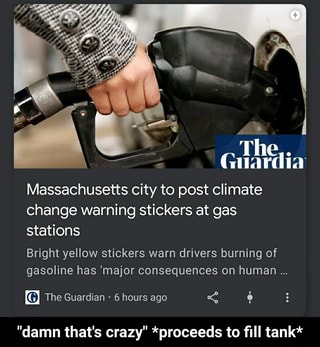 The
Guardia
Massachusetts city to post climate
change warning stickers at gas
stations
Bright yellow stickers warn drivers burning of
gasoline has 'major consequences on human ...
The Guardian · 6 hours ago
"damn that's crazy" *proceeds to fill tank*